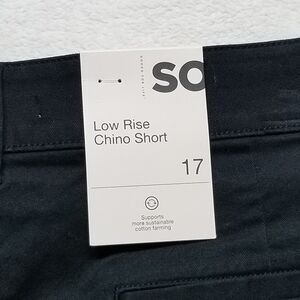 SO
Low Rise
Chino Short
17
Supports
more sustainable
cotton farming